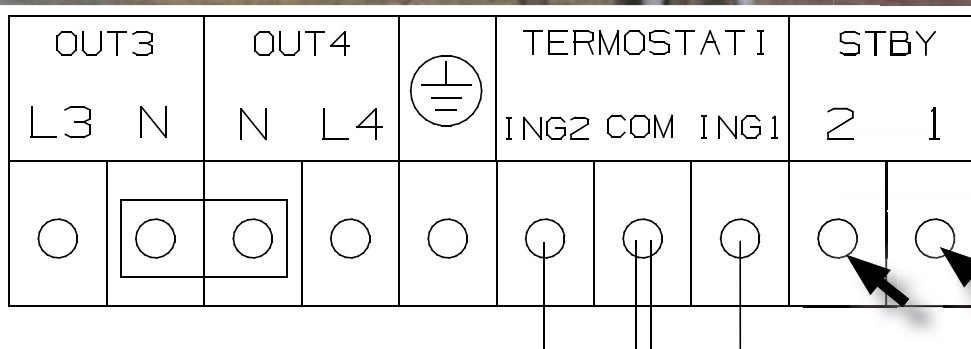 OUT3 OUT4 TERMOSTATI STBY
L3 N N L4 ING2 COM ING1 2 1